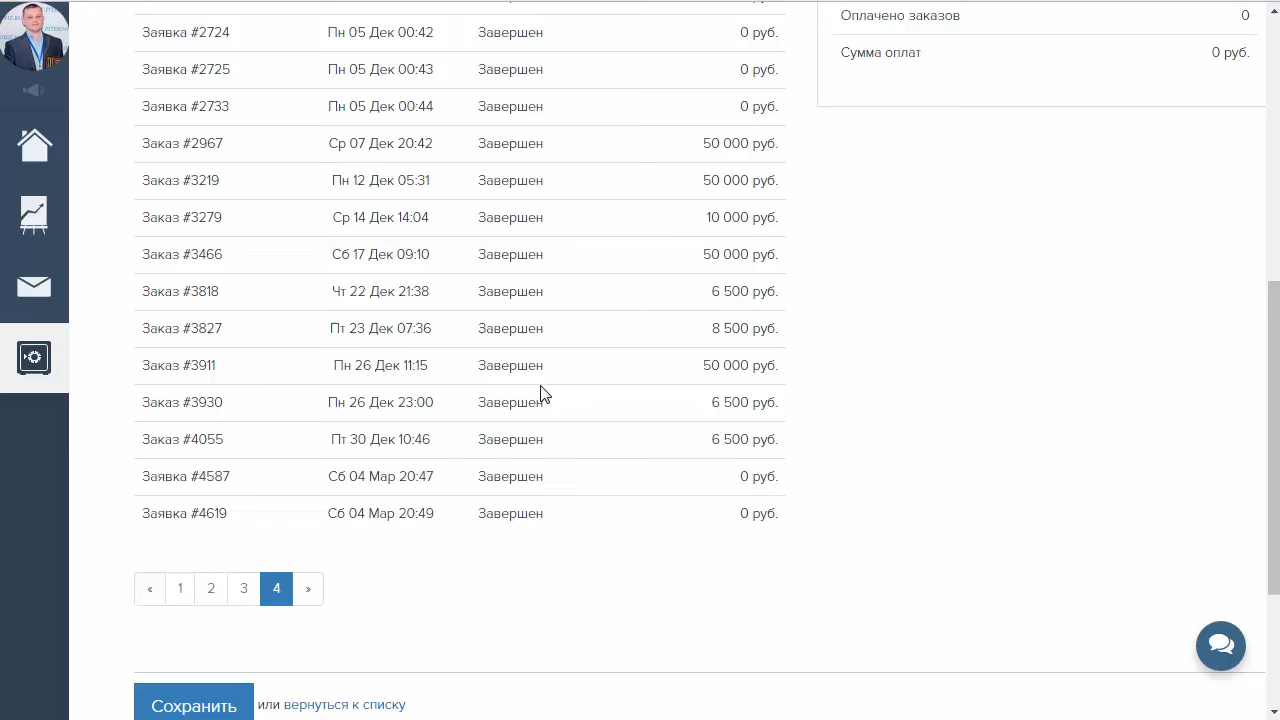 Оплачено заказов 0
Заявка #2724 Пн 05 Дек 00:42 Завершен 0 руб.
Сумма оплат 0 руб.
Заявка #2725 Пн 05 Дек 00:43 Завершен 0 руб.
Заявка #2733 Пн 05 Дек 00:44 Завершен 0 руб.
Заказ #2967 Ср 07 Дек 20:42 Завершен 50 000 руб.
Заказ #3219 Пн 12 Дек 05:31 Завершен 50 000 руб.
Заказ #3279 Ср 14 Дек 14:04 Завершен 10 000 руб.
Заказ #3466 Сб 17 Дек 09:10 Завершен 50 000 руб.
Заказ #3818 Чт 22 Дек 21:38 Завершен 6 500 руб.
Заказ #3827 Пт 23 Дек 07:36 Завершен 8 500 руб.
Заказ #3911 Пн 26 Дек 11:15 Завершен 50 000 руб.
Заказ #3930 Пн 26 Дек 23:00 Завершен 6 500 руб.
Заказ #4055 Пт 30 Дек 10:46 Завершен 6 500 руб.
Заявка #4587 Сб 04 Мар 20:47 Завершен 0 руб.
Заявка #4619 Сб 04 Мар 20:49 Завершен 0 руб.
« 1 2 3 4 »
Сохранить или вернуться к списку